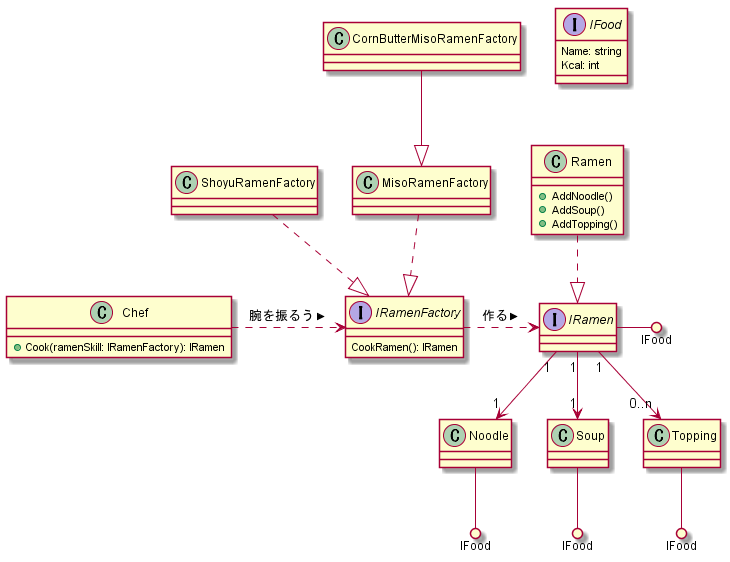 C CornButterMisoRamenFactory
I IFood
Name: string
Kcal: int
C ShoyuRamenFactory
C MisoRamenFactory
C Ramen
AddNoodle()
AddSoup()
AddTopping()
C Chef
Cook(ramenSkill: IRamenFactory): IRamen
腕を振るう
I IRamenFactory
CookRamen(): IRamen
作る
I IRamen
IFood
1
1
1
1
1
0..n
C Noodle
C Soup
C Topping
IFood
IFood
IFood